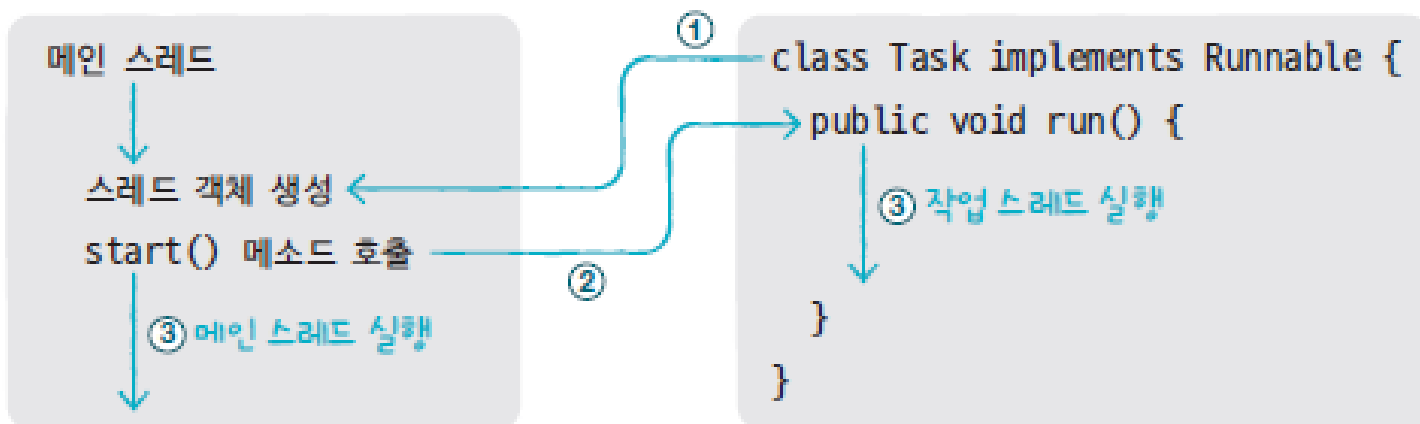 메인 스레드
스레드 객체 생성
start() 메소드 호출
③ 메인 스레드 실행
①
②
class Task implements Runnable {
public void run() {
③ 작업 스레드 실행
}
}